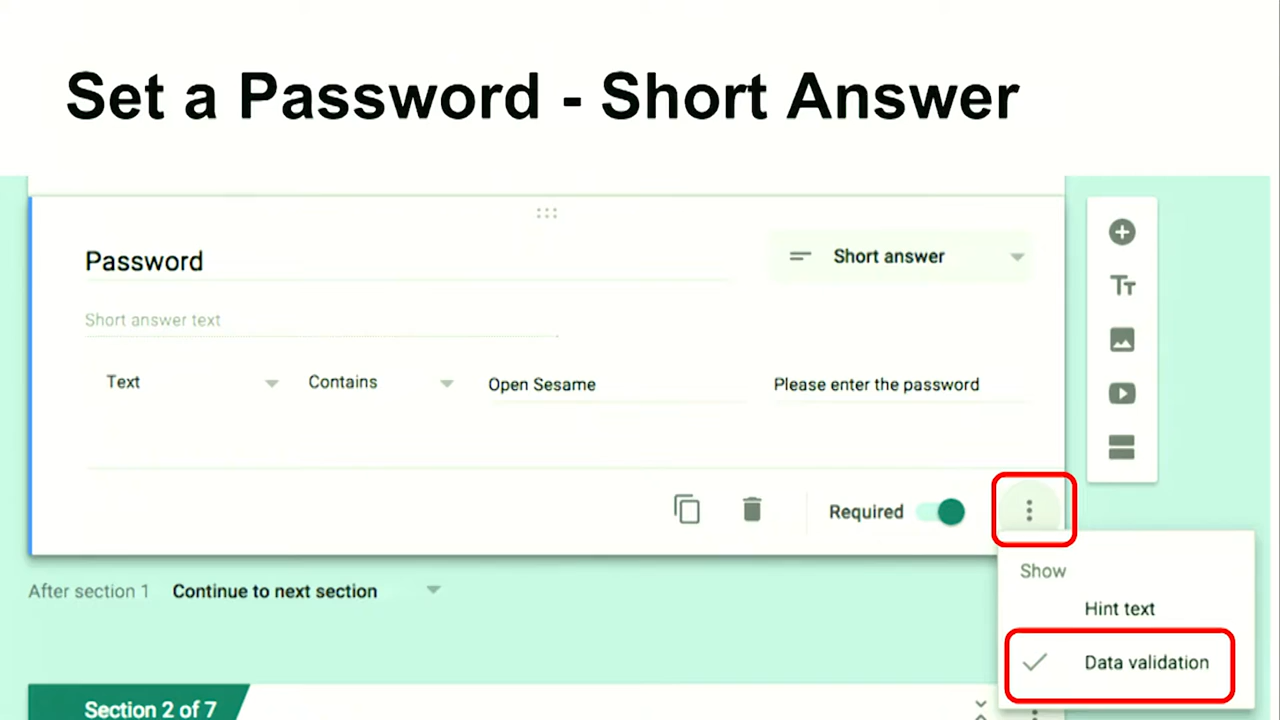 Set a Password - Short Answer
Password
Short answer
Short answer text
Text
Contains
Open Sesame
Please enter the password
Required
Show
Hint text
Data validation
After section 1 Continue to next section
Section 2 of 7